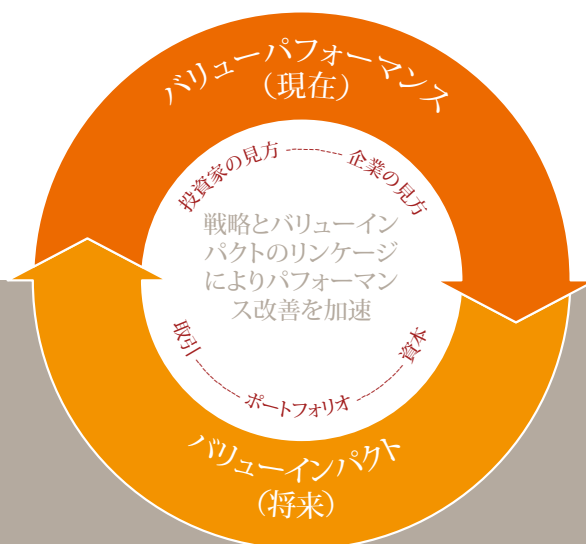 バリューパフォーマンス
（現在）
投資家の見方
企業の見方
戦略とバリューイン
パクトのリンケージ
によりパフォーマン
ス改善を加速
取引
ポートフォリオ
資本
バリューインパクト
（将来）